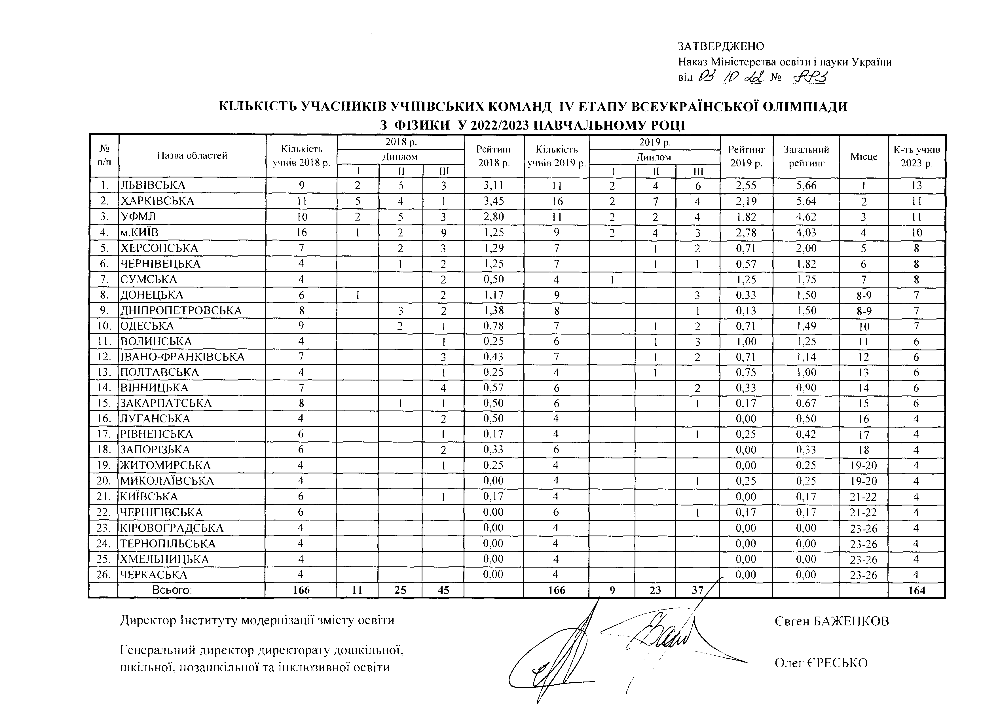 ЗАТВЕРДЖЕНО
Наказ Міністерства освіти і науки України
від 03 10 22 №
КІЛЬКІСТЬ УЧАСНИКІВ УЧНІВСЬКИХ КОМАНД IV ЕТАПУ ВСЕУКРАЇНСЬКОЇ ОЛІМПІАДИ
З ФІЗИКИ У 2022/2023 НАВЧАЛЬНОМУ РОЦІ
№ п/п Назва областей Кількість учнів 2018 р. 2018 р. Диплом I II III Рейтинг 2018 р. Кількість учнів 2019 р. 2019 р. Диплом I II III Рейтинг 2019 р. Загальний рейтинг Місце К-ть учнів 2023 р.
1. ЛЬВІВСЬКА 9 2 5 3 3,11 11 2 4 6 2,55 5,66 1 13
2. ХАРКІВСЬКА 11 5 4 1 3,45 16 2 7 4 2,19 5,64 2 11
3. УФМЛ 10 2 5 3 2,80 11 2 2 4 1,82 4,62 3 11
4. м.КИЇВ 16 1 2 9 1,25 9 2 4 3 2,78 4,03 4 10
5. ХЕРСОНСЬКА 7 2 3 1,29 7 1 2 0,71 2,00 5 8
6. ЧЕРНІВЕЦЬКА 4 1 2 1,25 7 1 1 0,57 1,82 6 8
7. СУМСЬКА 4 2 0,50 4 1 1,25 1,75 7 8
8. ДОНЕЦЬКА 6 1 2 1,17 9 3 0,33 1,50 8-9 7
9. ДНІПРОПЕТРОВСЬКА 8 3 2 1,38 8 1 0,13 1,50 8-9 7
10. ОДЕСЬКА 9 2 1 0,78 7 1 2 0,71 1,49 10 7
11. ВОЛИНСЬКА 4 1 0,25 6 1 3 1,00 1,25 11 6
12. ІВАНО-ФРАНКІВСЬКА 7 3 0,43 7 1 2 0,71 1,14 12 6
13. ПОЛТАВСЬКА 4 1 0,25 4 1 0,75 1,00 13 6
14. ВІННИЦЬКА 7 4 0,57 6 2 0,33 0,90 14 6
15. ЗАКАРПАТСЬКА 8 1 1 0,50 6 1 0,17 0,67 15 6
16. ЛУГАНСЬКА 4 2 0,50 4 0,00 0,50 16 4
17. РІВНЕНСЬКА 6 1 0,17 4 1 0,25 0,42 17 4
18. ЗАПОРІЗЬКА 6 2 0,33 6 0,00 0,33 18 4
19. ЖИТОМИРСЬКА 4 1 0,25 4 0,00 0,25 19-20 4
20. МИКОЛАЇВСЬКА 4 0,00 4 1 0,25 0,25 19-20 4
21. КИЇВСЬКА 6 1 0,17 4 0,00 0,17 21-22 4
22. ЧЕРНІГІВСЬКА 6 0,00 6 1 0,17 0,17 21-22 4
23. КІРОВОГРАДСЬКА 4 0,00 4 0,00 0,00 23-26 4
24. ТЕРНОПІЛЬСЬКА 4 0,00 4 0,00 0,00 23-26 4
25. ХМЕЛЬНИЦЬКА 4 0,00 4 0,00 0,00 23-26 4
26. ЧЕРКАСЬКА 4 0,00 4 0,00 0,00 23-26 4
Всього: 166 11 25 45 166 9 23 37 164
Директор Інституту модернізації змісту освіти Євген БАЖЕНКОВ
Генеральний директор директорату дошкільної,
шкільної, позашкільної та інклюзивної освіти Олег ЄРЕСЬКО